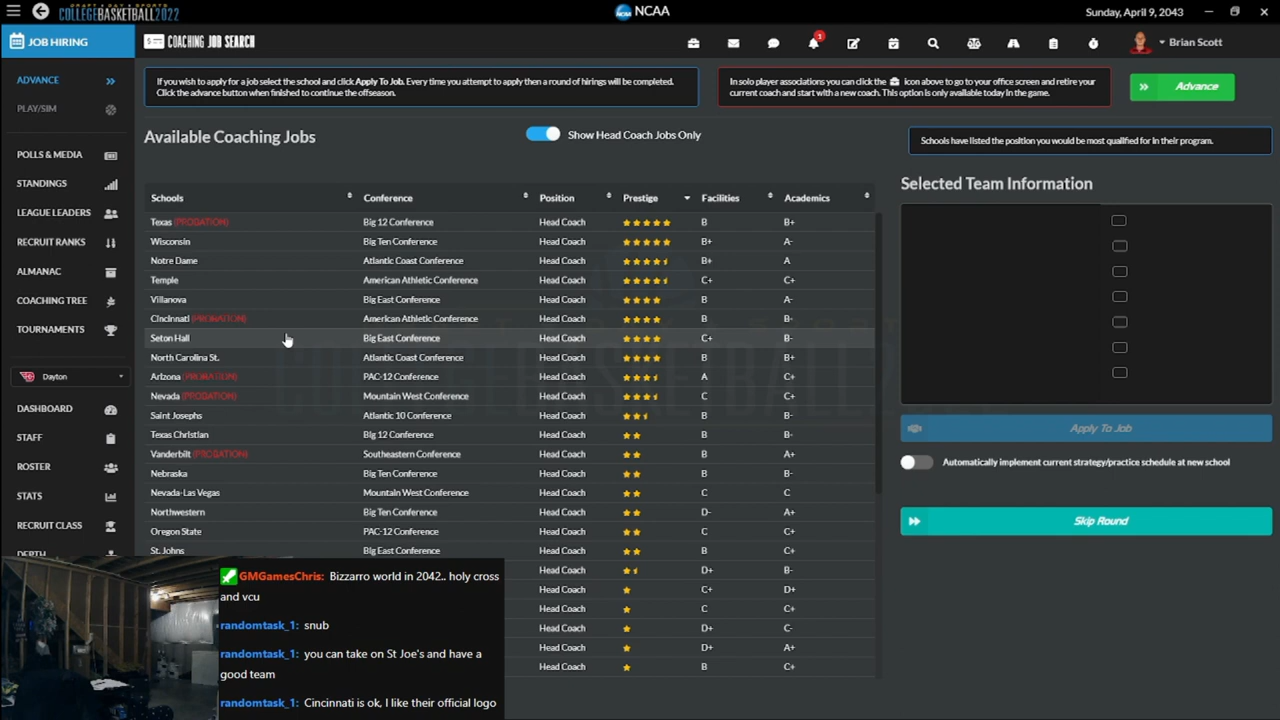 DRAFT DAY SPORTS
COLLEGEBASKETBALL2022
NCAA
Sunday, April 9, 2043
JOB HIRING
COACHING JOB SEARCH
1
Brian Scott
ADVANCE
PLAY/SIM
POLLS & MEDIA
STANDINGS
LEAGUE LEADERS
RECRUIT RANKS
ALMANAC
COACHING TREE
TOURNAMENTS
Dayton
DASHBOARD
STAFF
ROSTER
STATS
RECRUIT CLASS
DEPTH
If you wish to apply for a job select the school and click Apply To Job. Every time you attempt to apply then a round of hirings will be completed.
Click the advance button when finished to continue the offseason.
In solo player associations you can click the icon above to go to your office screen and retire your
current coach and start with a new coach. This option is only available today in the game.
Advance
Available Coaching Jobs
Show Head Coach Jobs Only
Schools have listed the position you would be most qualified for in their program.
Schools Conference Position Prestige Facilities Academics
Texas (PROBATION) Big 12 Conference Head Coach B B+
Wisconsin Big Ten Conference Head Coach B+ A-
Notre Dame Atlantic Coast Conference Head Coach B+ A
Temple American Athletic Conference Head Coach C+ C+
Villanova Big East Conference Head Coach B A-
Cincinnati (PROBATION) American Athletic Conference Head Coach B B-
Seton Hall Big East Conference Head Coach C+ B-
North Carolina St. Atlantic Coast Conference Head Coach B B+
Arizona (PROBATION) PAC-12 Conference Head Coach A C+
Nevada (PROBATION) Mountain West Conference Head Coach C C+
Saint Josephs Atlantic 10 Conference Head Coach B B-
Texas Christian Big 12 Conference Head Coach B B-
Vanderbilt (PROBATION) Southeastern Conference Head Coach B A+
Nebraska Big Ten Conference Head Coach B B-
Nevada-Las Vegas Mountain West Conference Head Coach C C
Northwestern Big Ten Conference Head Coach D- A+
Oregon State PAC-12 Conference Head Coach C C+
St. Johns Big East Conference Head Coach B C+
Head Coach D+ B-
Head Coach C+ D+
Head Coach C C+
Head Coach D+ C-
Head Coach D+ A+
Head Coach B C+
Selected Team Information
Apply To Job
Automatically implement current strategy/practice schedule at new school
Skip Round
GMGamesChris: Bizzarro world in 2042.. holy cross
and vcu
randomtask_1: snub
randomtask_1: you can take on St Joe's and have a
good team
randomtask_1: Cincinnati is ok, I like their official logo